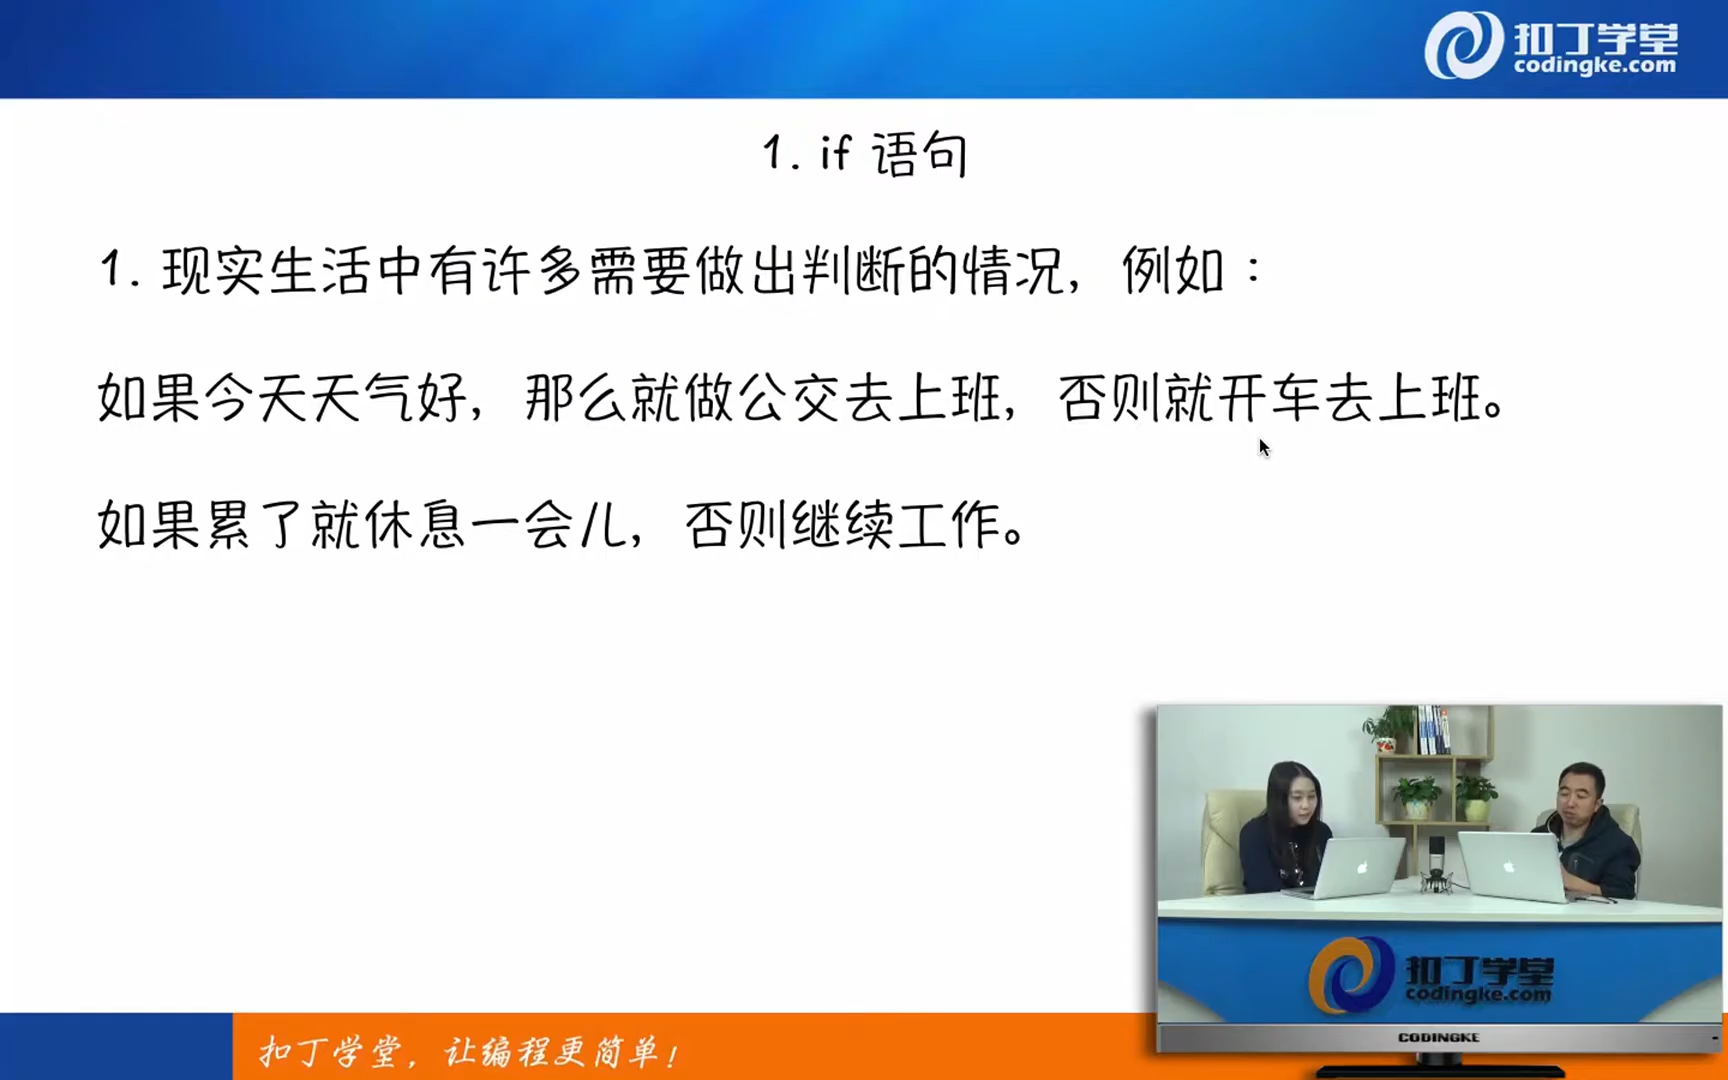 扣丁学堂
codingke.com
1. if 语句
1. 现实生活中有许多需要做出判断的情况，例如：
如果今天天气好，那么就做公交去上班，否则就开车去上班。
如果累了就休息一会儿，否则继续工作。
扣丁学堂
codingke.com
CODINGKE
扣丁学堂，让编程更简单！